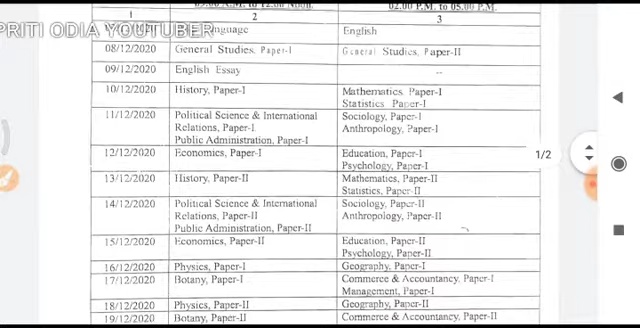 09.00 A.M. to 12.00 Noon. 02.00 P.M. to 05.00 P.M.
1 2 3
PRITI ODIA YOUTUBER
Language English
08/12/2020 General Studies, Paper-I General Studies, Paper-II
09/12/2020 English Essay --
10/12/2020 History, Paper-I Mathematics Paper-I
Statistics Paper-I
11/12/2020 Political Science & International Sociology, Paper-I
Relations, Paper-I Anthropology, Paper-I
Public Administration, Paper-I
12/12/2020 Economics, Paper-I Education, Paper-I
Psychology, Paper-I
1/2
13/12/2020 History, Paper-II Mathematics, Paper-II
Statistics, Paper-II
14/12/2020 Political Science & International Sociology, Paper-II
Relations, Paper-II Anthropology, Paper-II
Public Administration, Paper-II
15/12/2020 Economics, Paper-II Education, Paper-II
Psychology, Paper-II
16/12/2020 Physics, Paper-I Geography, Paper-I
17/12/2020 Botany, Paper-I Commerce & Accountancy, Paper-I
Management, Paper-I
18/12/2020 Physics, Paper-II Geography, Paper-II
19/12/2020 Botany, Paper-II Commerce & Accountancy, Paper-II